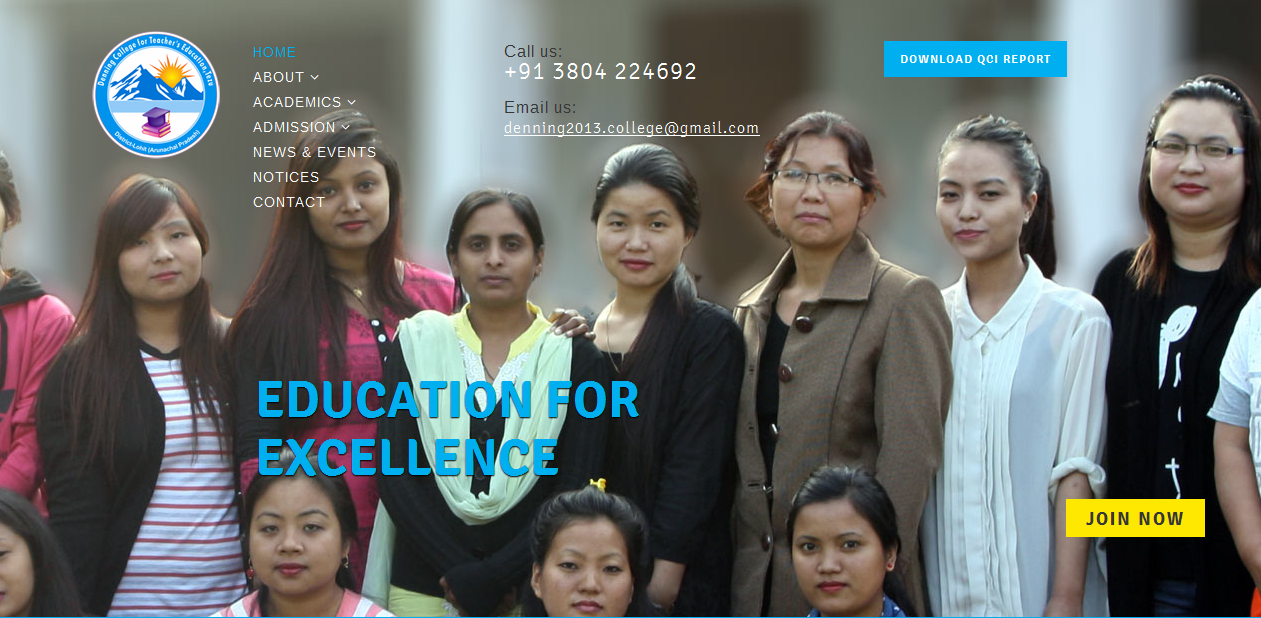 Denning College for Teacher's Education,Tezu
District-Lohit (Arunachal Pradesh)
HOME
ABOUT
ACADEMICS
ADMISSION
NEWS & EVENTS
NOTICES
CONTACT
Call us:
+91 3804 224692
Email us:
denning2013.college@gmail.com
DOWNLOAD QCI REPORT
EDUCATION FOR
EXCELLENCE
JOIN NOW